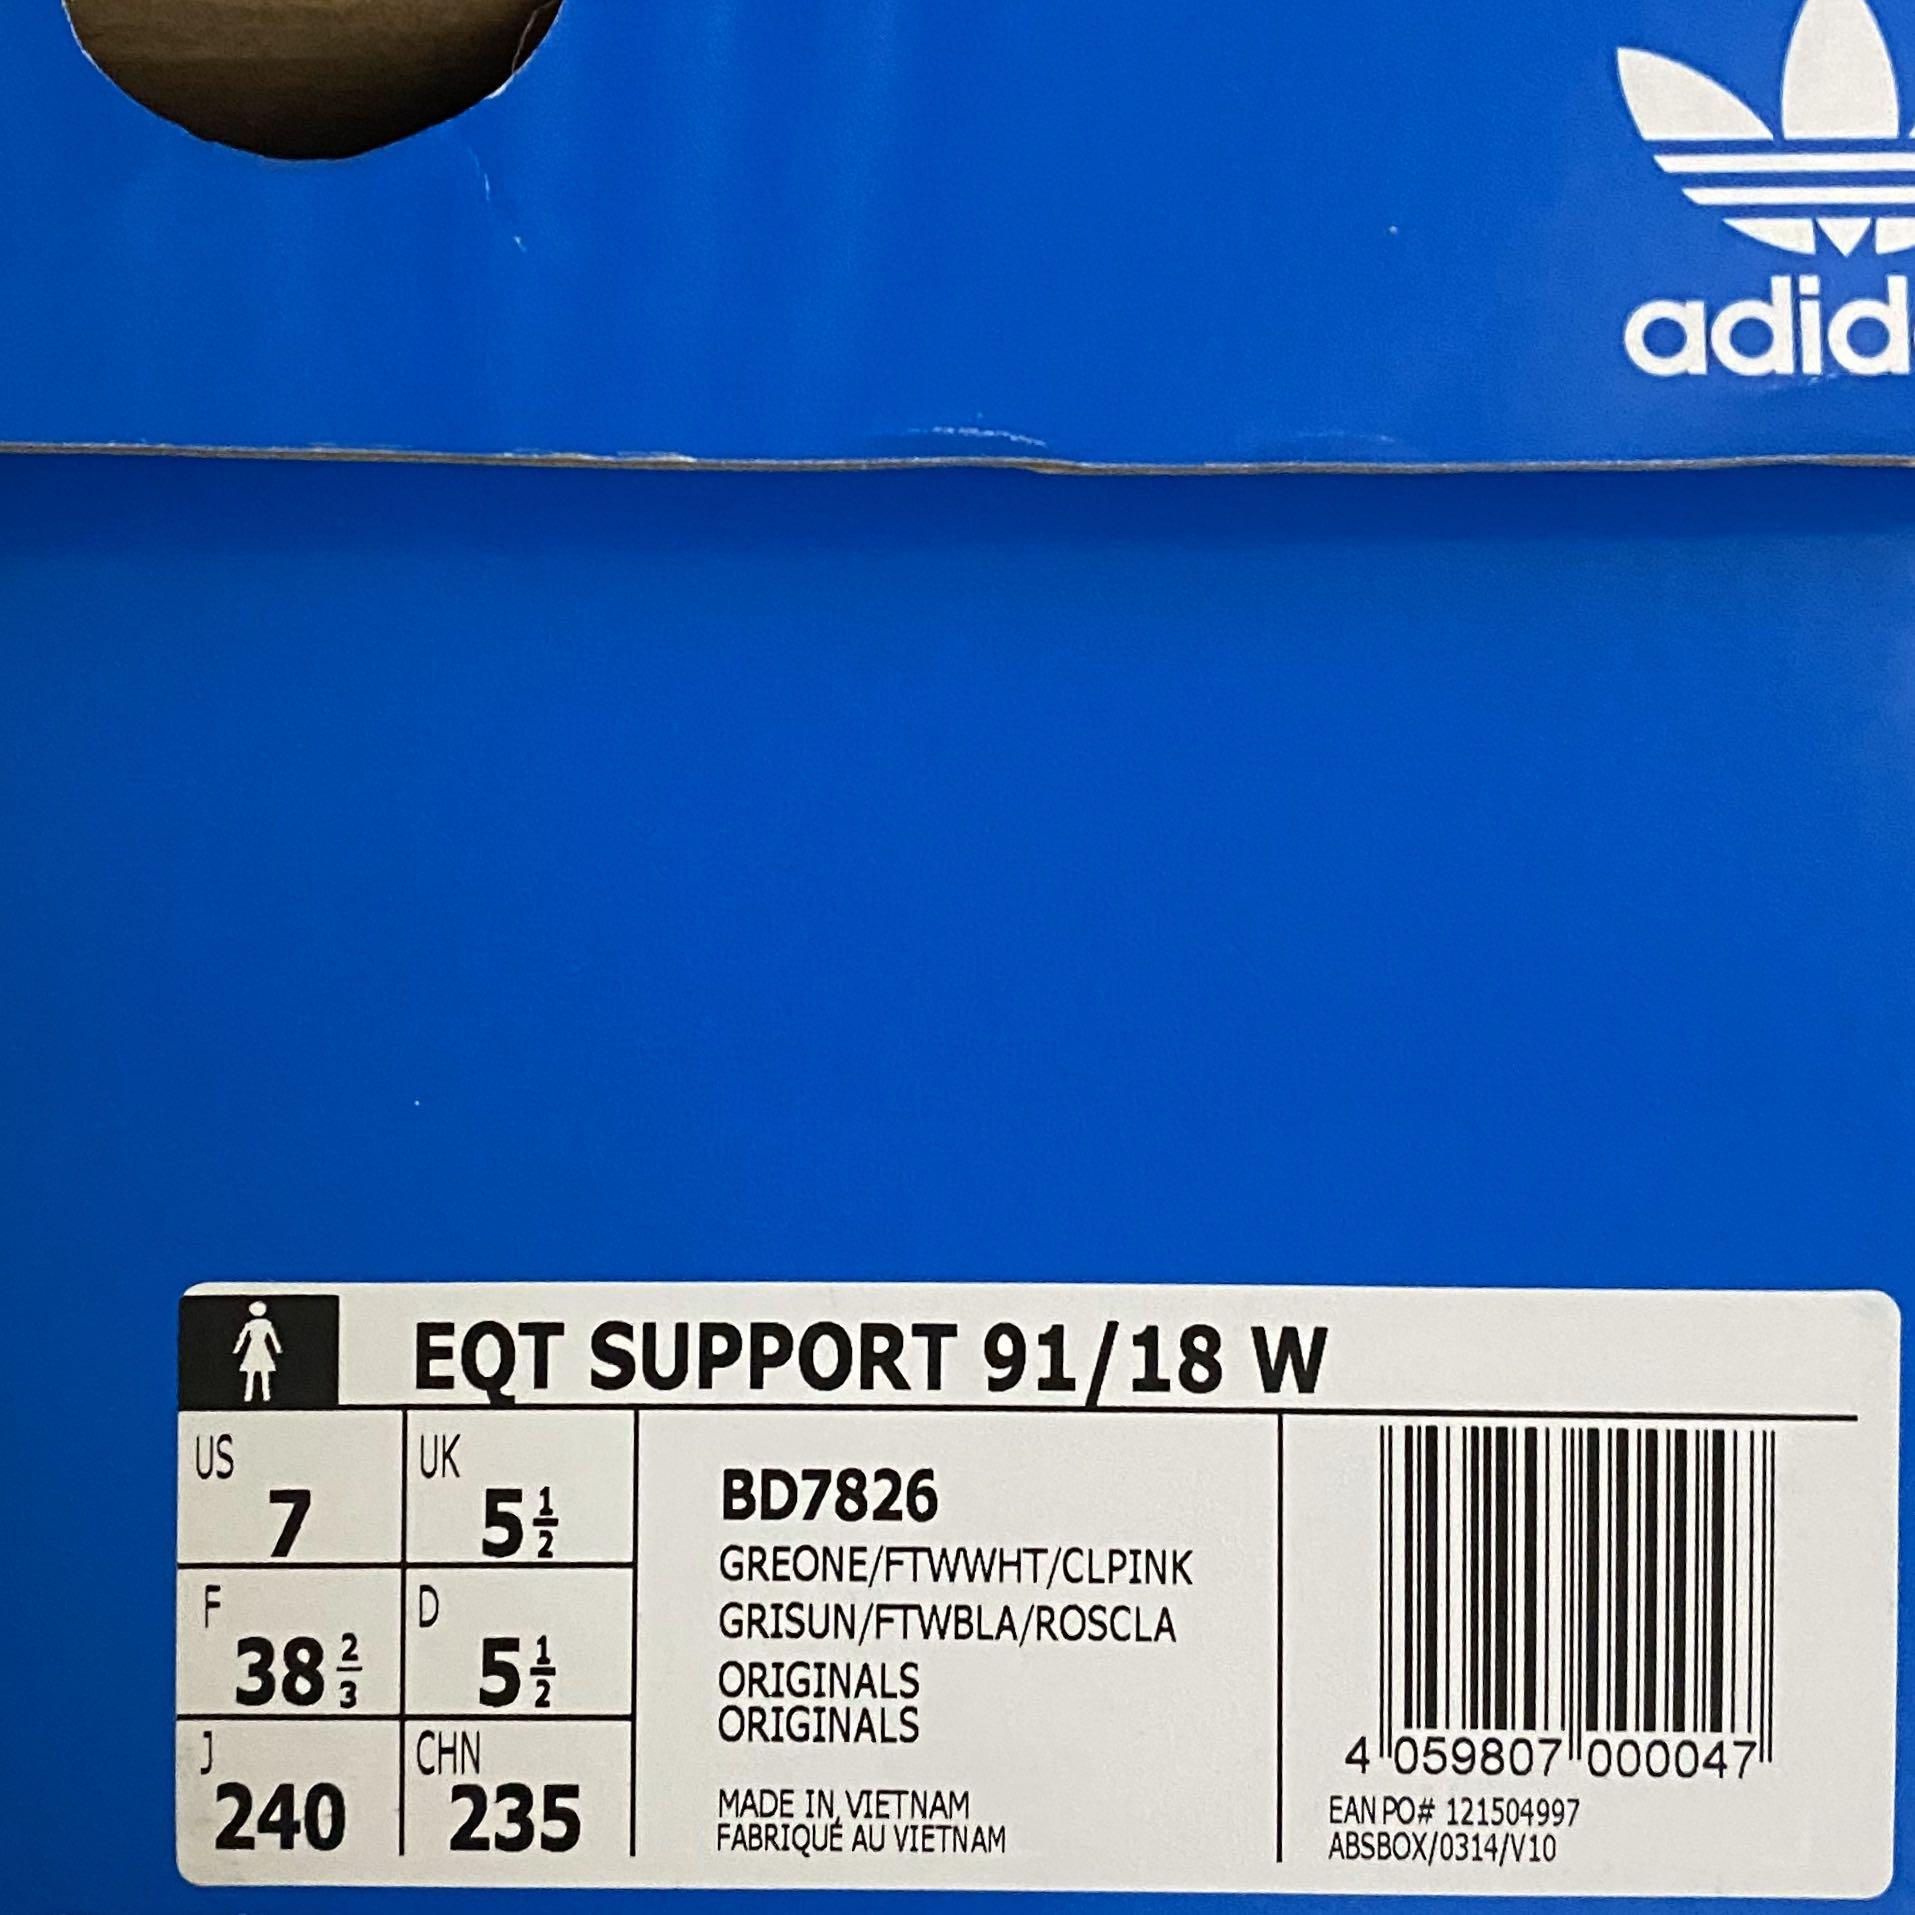 adid
EQT SUPPORT 91/18 W
US
7
UK
5 1/2
F
38 2/3
D
5 1/2
J
240
CHN
235
BD7826
GREONE/FTWWHT/CLPINK
GRISUN/FTWBLA/ROSCLA
ORIGINALS
ORIGINALS
MADE IN VIETNAM
FABRIQUÉ AU VIETNAM
4 059807 000047
EAN PO# 121504997
ABSBOX/0314/V10